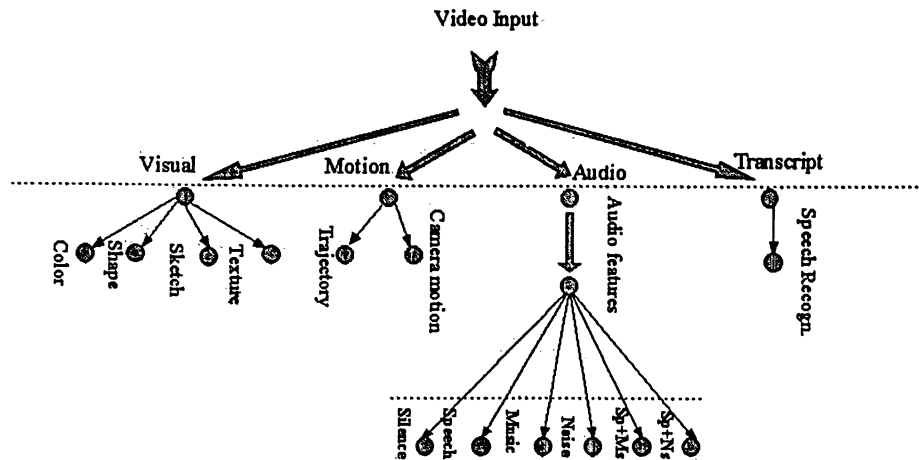 Video Input
Visual
Motion
Audio
Transcript
Color
Shape
Sketch
Texture
Trajectory
Camera motion
Audio features
Speech Recogn.
Silence
Speech
Music
Noise
Sp+Ms
Sp+Ns